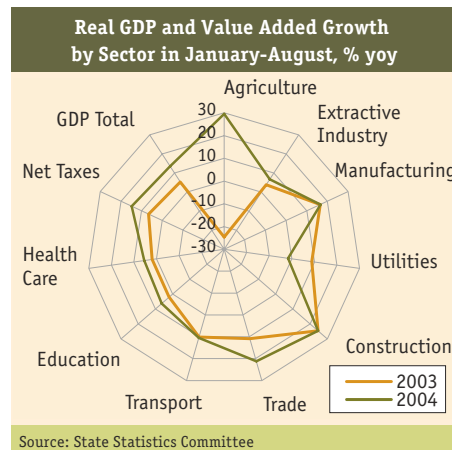 Real GDP and Value Added Growth
by Sector in January-August, % yoy
Agriculture
Extractive
Industry
Manufacturing
Utilities
Construction
Trade
Transport
Education
Health
Care
Net Taxes
GDP Total
30
20
10
0
-10
-20
-30
2003
2004
Source: State Statistics Committee